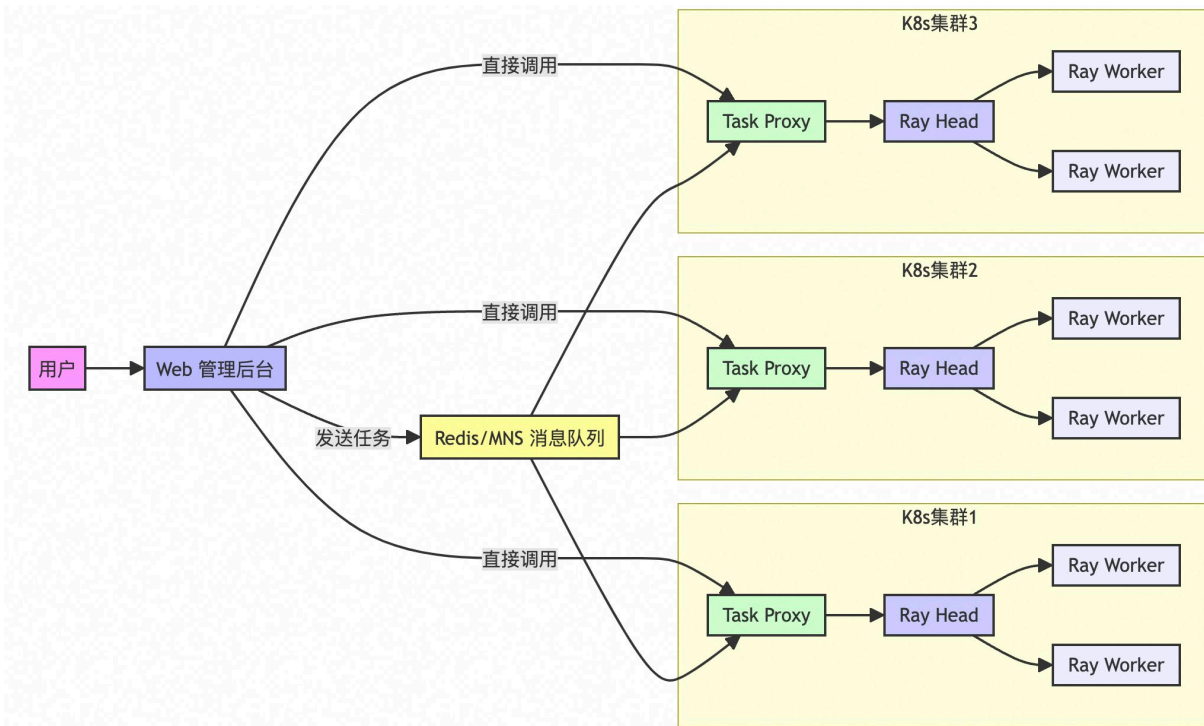 K8s集群3
直接调用
Ray Worker
Task Proxy
Ray Head
Ray Worker
K8s集群2
直接调用
Ray Worker
用户
Web 管理后台
Task Proxy
Ray Head
Ray Worker
发送任务
Redis/MNS 消息队列
K8s集群1
直接调用
Ray Worker
Task Proxy
Ray Head
Ray Worker